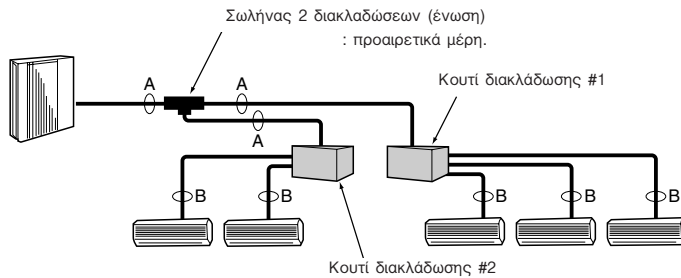 Σωλήνας 2 διακλαδώσεων (ένωση)
: προαιρετικά μέρη.
A
A
Κουτί διακλάδωσης #1
A
B
B
B
B
B
Κουτί διακλάδωσης #2